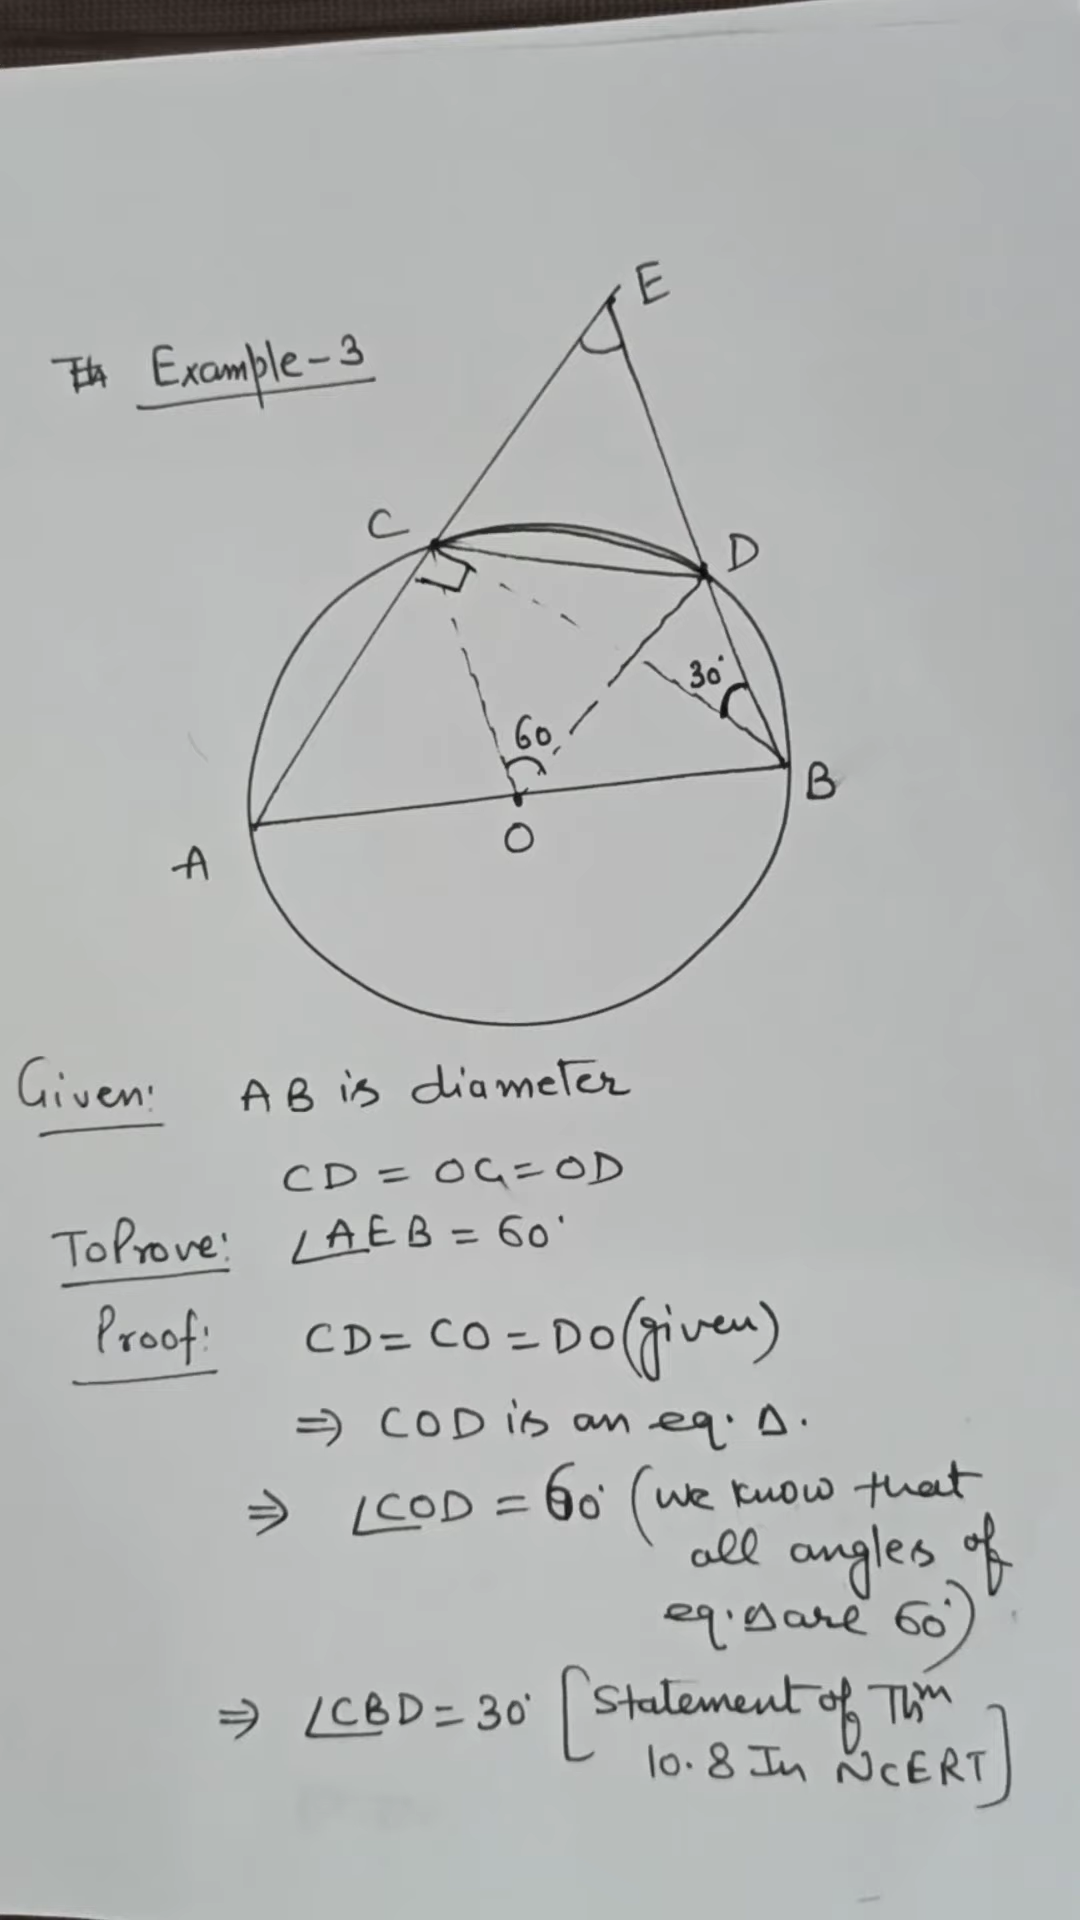 Example-3
E
C
D
30°
60
B
O
A
Given: AB is diameter
CD = OC = OD
To Prove: ∠AEB = 60°
Proof: CD = CO = DO (given)
⇒ COD is an eq. Δ.
⇒ ∠COD = 60° (we know that
all angles of
eq. Δ are 60°)
⇒ ∠CBD = 30° [Statement of Thm
10.8 In NCERT]